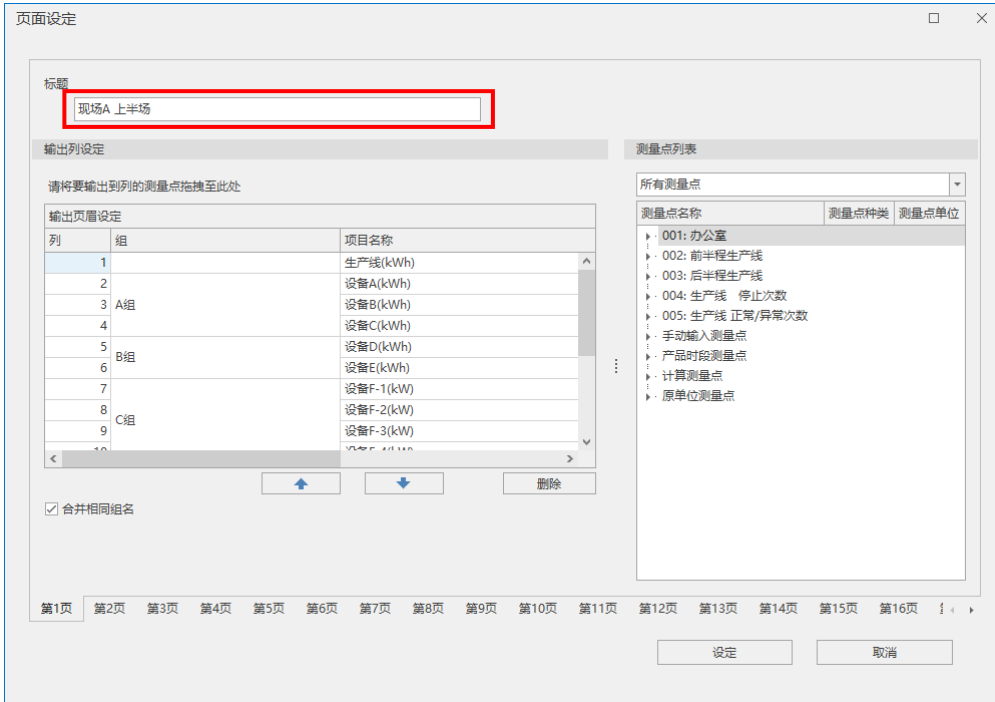 页面设定
标题
现场A 上半场
输出列设定
测量点列表
请将要输出到列的测量点拖拽至此处
所有测量点
输出页眉设定
测量点名称 测量点种类 测量点单位
列 组 项目名称
1 生产线(kWh)
2 设备A(kWh)
3 A组 设备B(kWh)
4 设备C(kWh)
5 设备D(kWh)
B组
6 设备E(kWh)
7 设备F-1(kW)
8 设备F-2(kW)
C组
9 设备F-3(kW)
001: 办公室
002: 前半程生产线
003: 后半程生产线
004: 生产线 停止次数
005: 生产线 正常/异常次数
手动输入测量点
产品时段测量点
计算测量点
原单位测量点
删除
合并相同组名
第1页 第2页 第3页 第4页 第5页 第6页 第7页 第8页 第9页 第10页 第11页 第12页 第13页 第14页 第15页 第16页
设定 取消